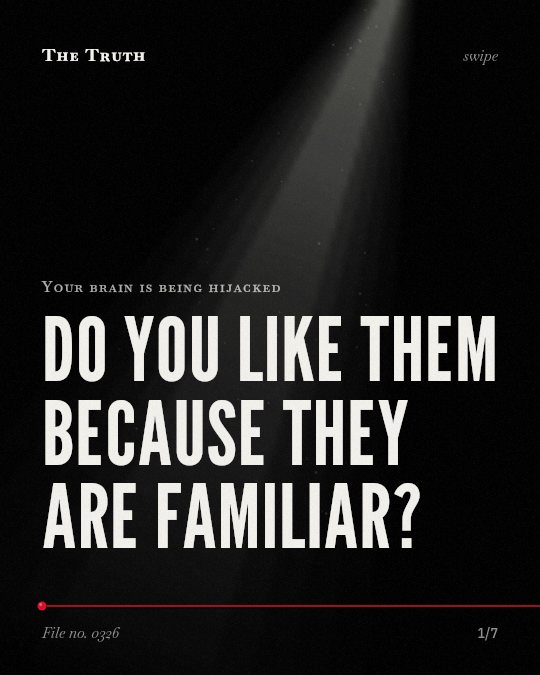 The Truth
swipe
Your brain is being hijacked
DO YOU LIKE THEM
BECAUSE THEY
ARE FAMILIAR?
File no. 0326
1/7